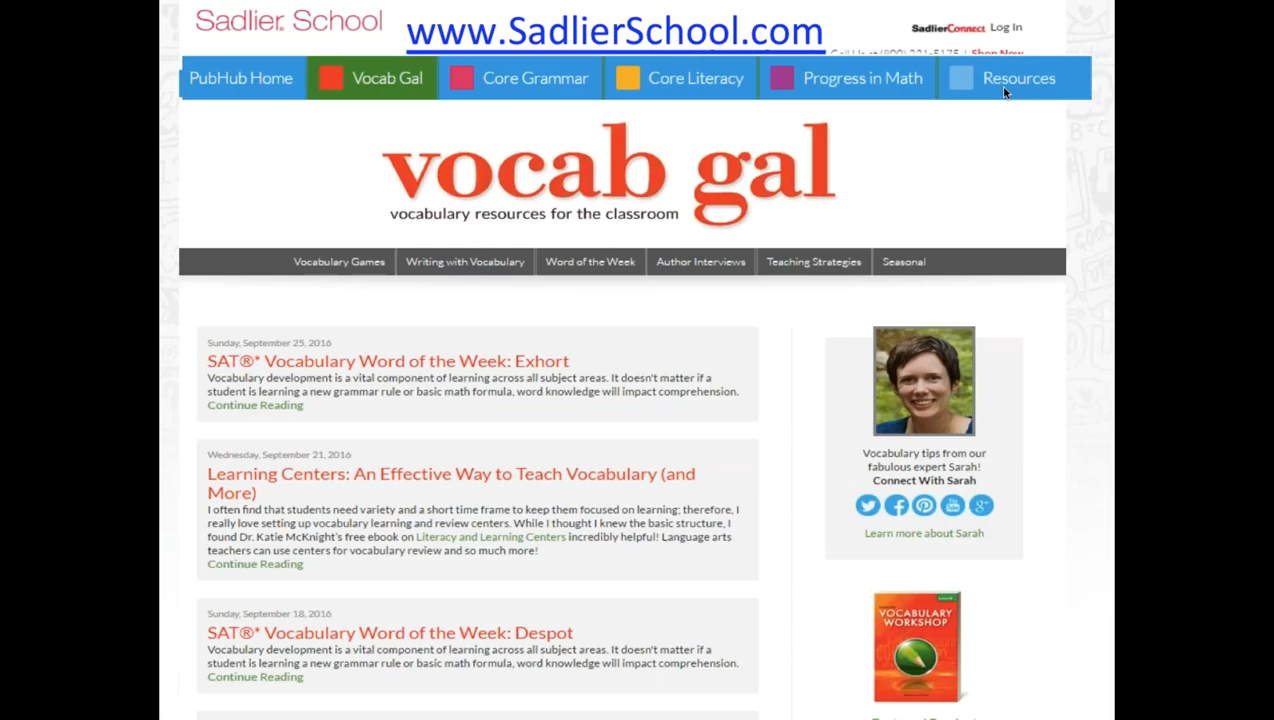 Sadlier School
www.SadlierSchool.com
SadlierConnect Log In
Call Us at (800) 221-5175 | Shop Now
PubHub Home Vocab Gal Core Grammar Core Literacy Progress in Math Resources
vocab gal
vocabulary resources for the classroom
Vocabulary Games Writing with Vocabulary Word of the Week Author Interviews Teaching Strategies Seasonal
Sunday, September 25, 2016
SAT®* Vocabulary Word of the Week: Exhort
Vocabulary development is a vital component of learning across all subject areas. It doesn't matter if a
student is learning a new grammar rule or basic math formula, word knowledge will impact comprehension.
Continue Reading
Wednesday, September 21, 2016
Learning Centers: An Effective Way to Teach Vocabulary (and
More)
I often find that students need variety and a short time frame to keep them focused on learning; therefore, I
really love setting up vocabulary learning and review centers. While I thought I knew the basic structure, I
found Dr. Katie McKnight's free ebook on Literacy and Learning Centers incredibly helpful! Language arts
teachers can use centers for vocabulary review and so much more!
Continue Reading
Sunday, September 18, 2016
SAT®* Vocabulary Word of the Week: Despot
Vocabulary development is a vital component of learning across all subject areas. It doesn't matter if a
student is learning a new grammar rule or basic math formula, word knowledge will impact comprehension.
Continue Reading
Vocabulary tips from our
fabulous expert Sarah!
Connect With Sarah
Learn more about Sarah
VOCABULARY
WORKSHOP